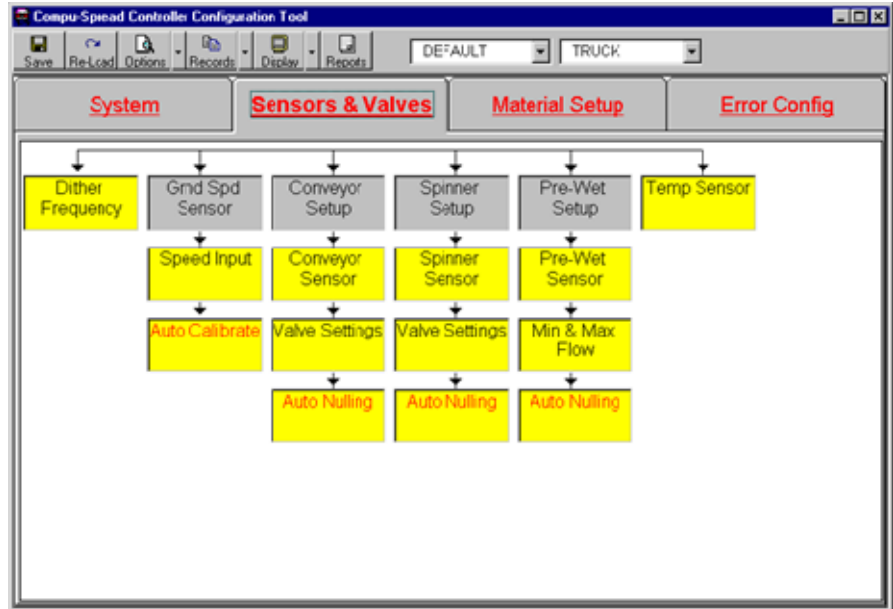 Compu-Spread Controller Configuration Tool
Save Re-Load Options Records Display Repots DEFAULT TRUCK
System Sensors & Valves Material Setup Error Config
Dither Frequency
Grnd Spd Sensor
Conveyor Setup
Spinner Setup
Pre-Wet Setup
Temp Sensor
Speed Input
Conveyor Sensor
Spinner Sensor
Pre-Wet Sensor
Auto Calibrate
Valve Settings
Valve Settings
Min & Max Flow
Auto Nulling
Auto Nulling
Auto Nulling